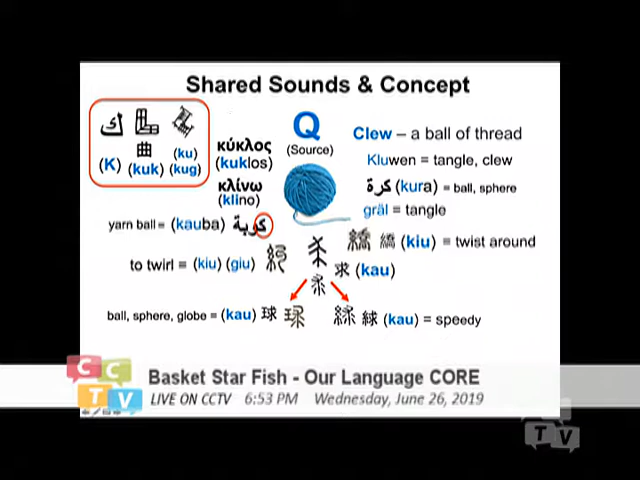 Shared Sounds & Concept
ك
曲
(K) (kuk) (ku)
(kug)
κύκλος
(kuklos)
κλίνω
(klino)
Q
(Source)
Clew – a ball of thread
Kluwen = tangle, clew
كرة (kura) = ball, sphere
gräl = tangle
yarn ball= (kauba) كوبة
(kiu) = twist around
to twirl = (kiu) (giu)
求 (kau)
ball, sphere, globe = (kau) 球
絿 (kau) = speedy
CCTV
Basket Star Fish - Our Language CORE
LIVE ON CCTV 6:53 PM Wednesday, June 26, 2019
TV